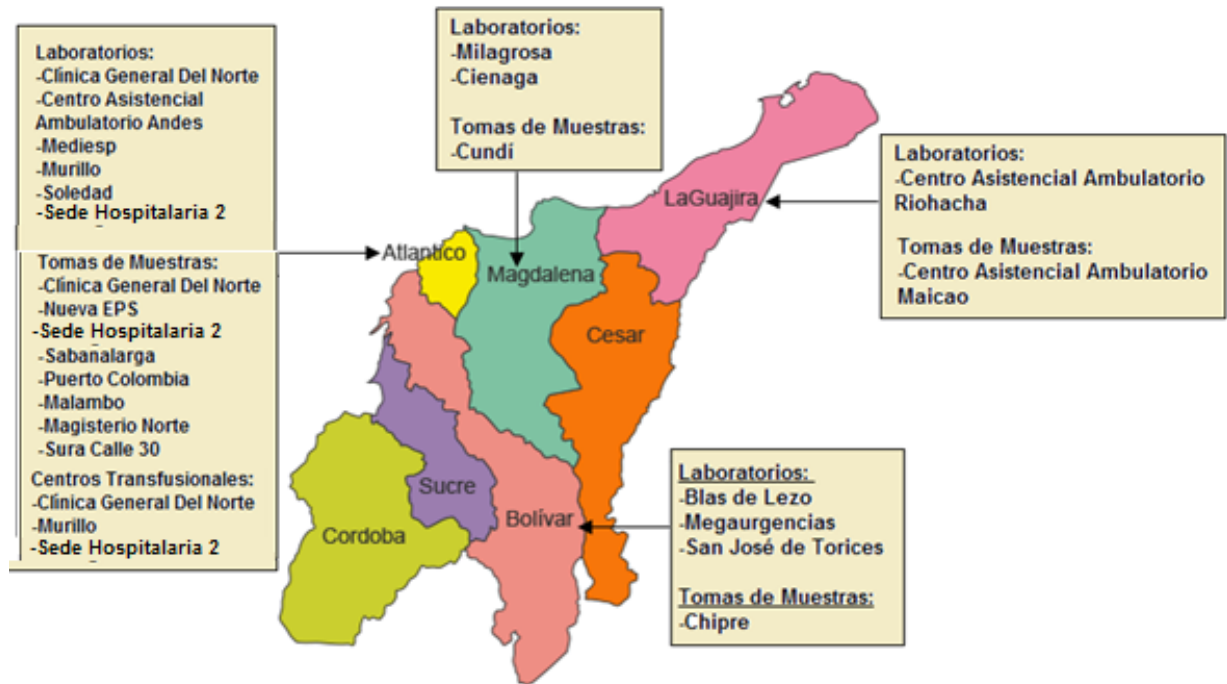 Laboratorios:
-Clínica General Del Norte
-Centro Asistencial
Ambulatorio Andes
-Mediesp
-Murillo
-Soledad
-Sede Hospitalaria 2
Tomas de Muestras:
-Clínica General Del Norte
-Nueva EPS
-Sede Hospitalaria 2
-Sabanalarga
-Puerto Colombia
-Malambo
-Magisterio Norte
-Sura Calle 30
Centros Transfusionales:
-Clínica General Del Norte
-Murillo
-Sede Hospitalaria 2
Laboratorios:
-Milagrosa
-Cienaga
Tomas de Muestras:
-Cundí
Laboratorios:
-Centro Asistencial Ambulatorio
Riohacha
Tomas de Muestras:
-Centro Asistencial Ambulatorio
Maicao
LaGuajira
Atlantico
Magdalena
Cesar
Sucre
Bolívar
Cordoba
Laboratorios:
-Blas de Lezo
-Megaurgencias
-San José de Torices
Tomas de Muestras:
-Chipre